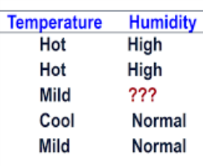 Temperature Humidity
Hot High
Hot High
Mild ???
Cool Normal
Mild Normal